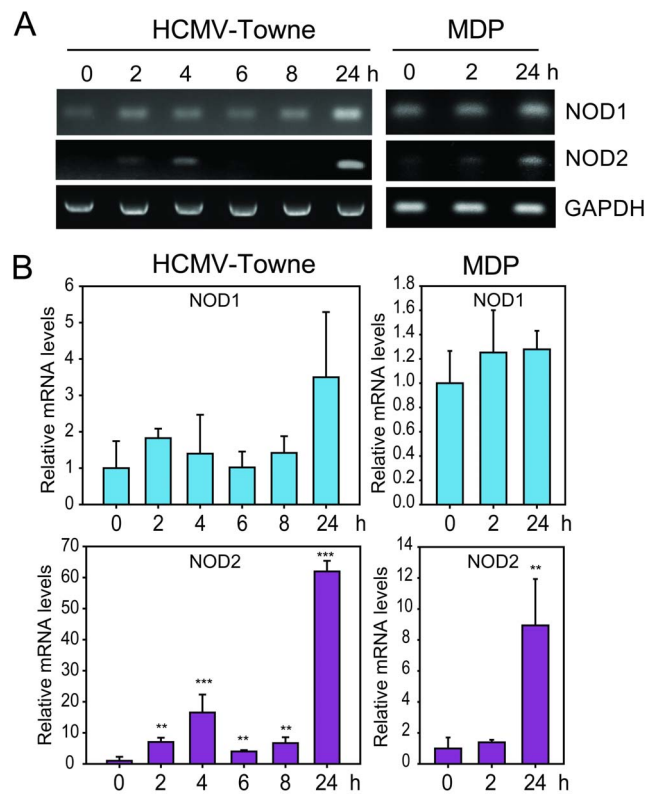 A
HCMV-Towne
MDP
0 2 4 6 8 24 h
0 2 24 h
NOD1
NOD2
GAPDH
B
HCMV-Towne
MDP
NOD1
Relative mRNA levels
6
5
4
3
2
1
0
0 2 4 6 8 24 h
NOD1
Relative mRNA levels
1.8
1.6
1.4
1.2
1.0
0.8
0.6
0.4
0.2
0.0
0 2 24 h
NOD2
Relative mRNA levels
70
60
50
40
30
20
10
0
** *** ** ** ***
0 2 4 6 8 24 h
NOD2
Relative mRNA levels
14
12
10
8
6
4
2
0
**
0 2 24 h